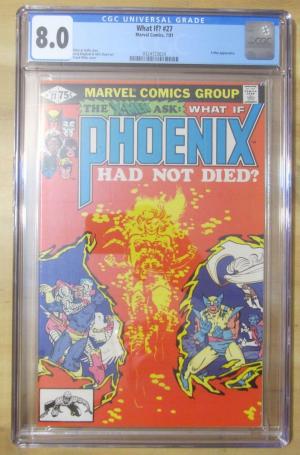 CGC UNIVERSAL GRADE
8.0
What If? #27
Marvel Comics, 7/81
X-Men appearance
75¢
MARVEL COMICS GROUP
THE ASK: WHAT IF
PHOENIX
HAD NOT DIED?